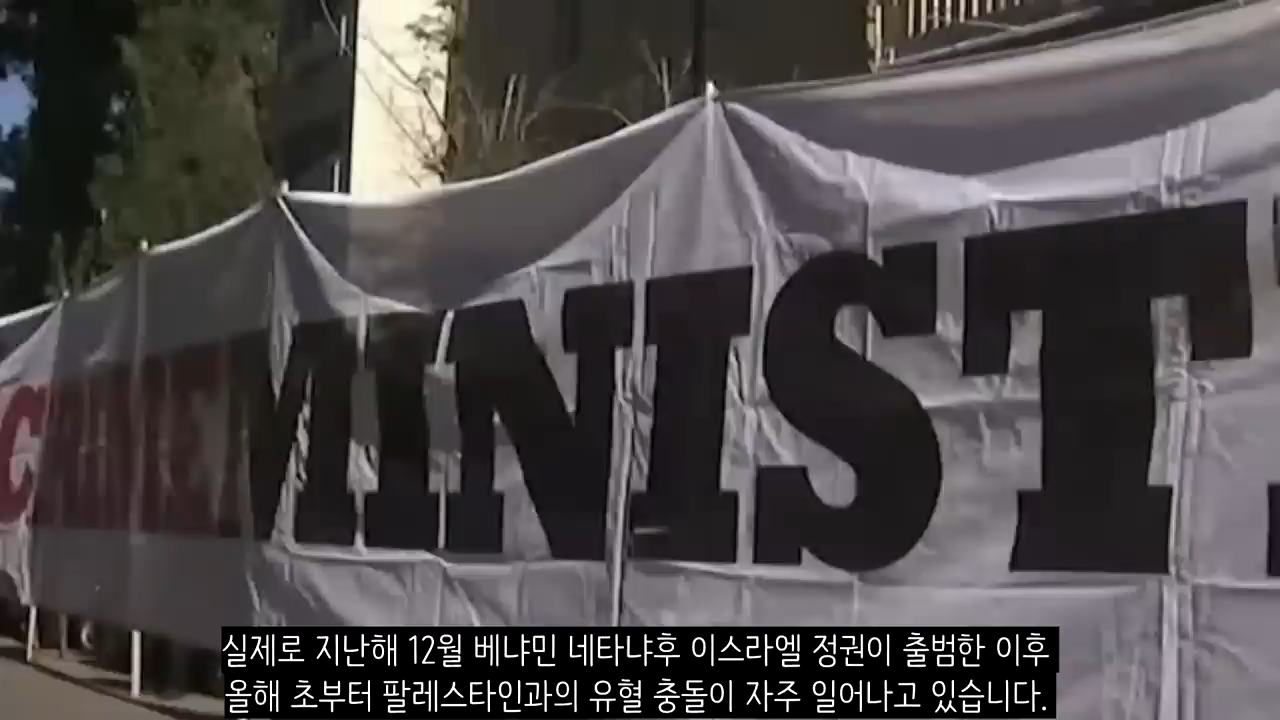 CRIME MINIST
실제로 지난해 12월 베냐민 네타냐후 이스라엘 정권이 출범한 이후
올해 초부터 팔레스타인과의 유혈 충돌이 자주 일어나고 있습니다.